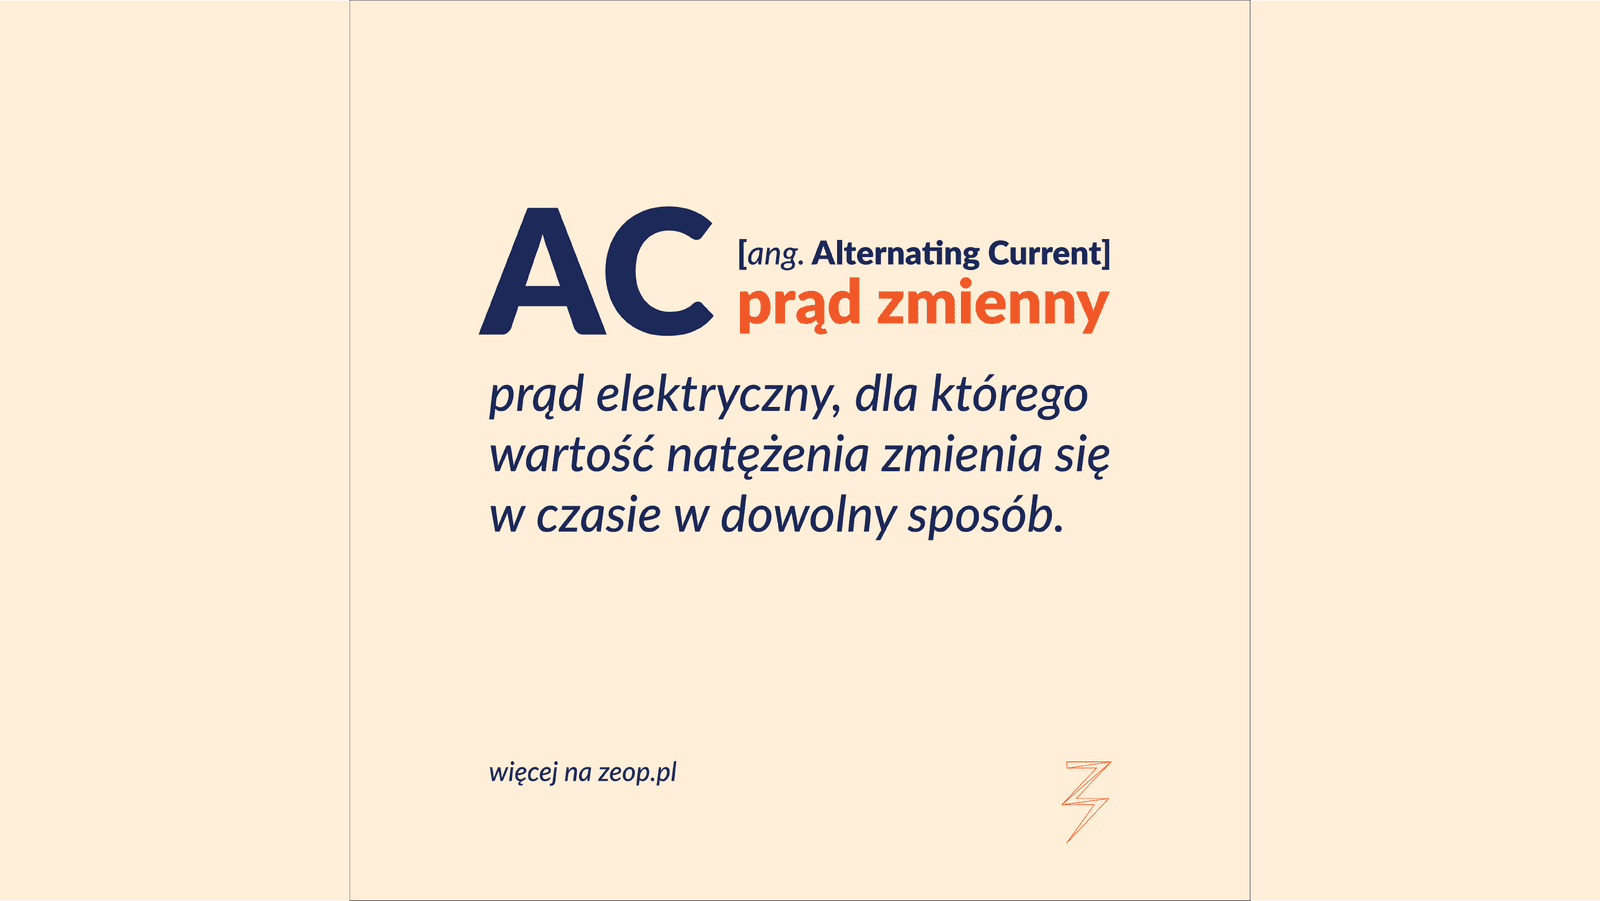 AC
[ang. Alternating Current]
prąd zmienny
prąd elektryczny, dla którego
wartość natężenia zmienia się
w czasie w dowolny sposób.
więcej na zeop.pl